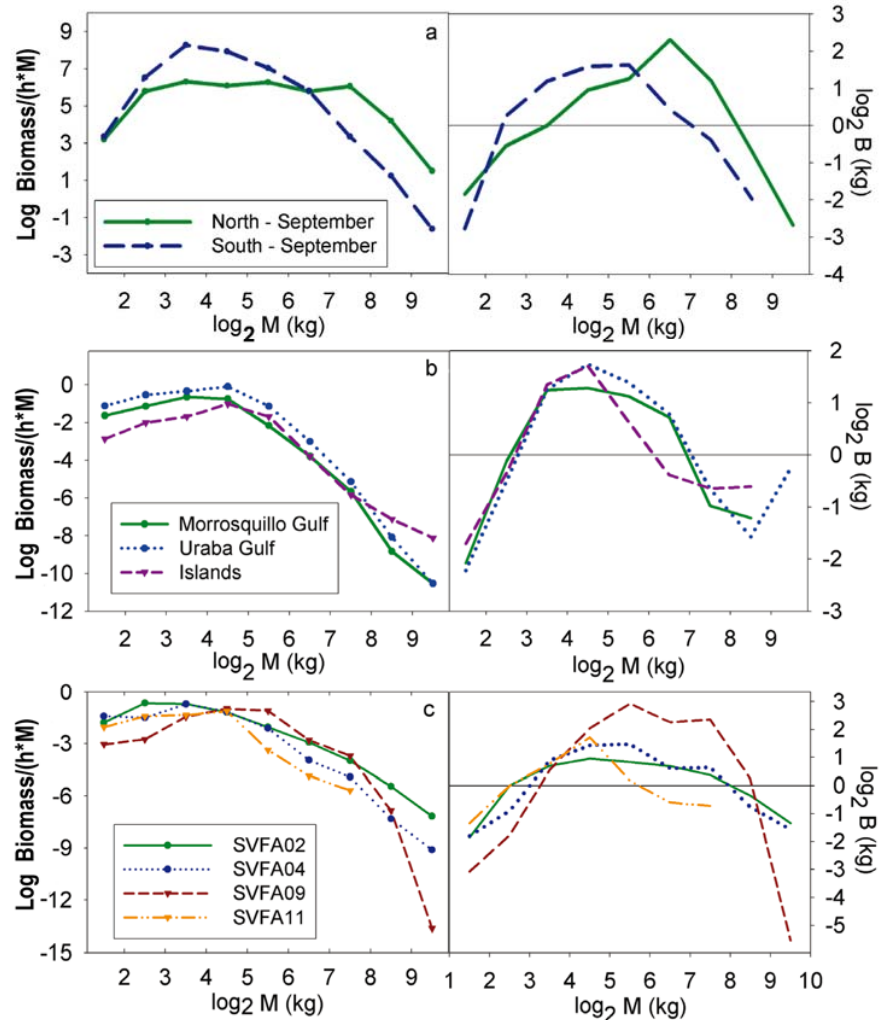 a
9
7
5
3
1
-1
-3
Log Biomass/(h*M)
North - September
South - September
2 3 4 5 6 7 8 9
log2 M (kg)
3
2
1
0
-1
-2
-3
-4
log2 B (kg)
2 3 4 5 6 7 8 9
log2 M (kg)
b
0
-2
-4
-6
-8
-10
-12
Log Biomass/(h*M)
Morrosquillo Gulf
Uraba Gulf
Islands
2 3 4 5 6 7 8 9
log2 M (kg)
2
1
0
-1
-2
-3
log2 B (kg)
2 3 4 5 6 7 8 9
log2 M (kg)
c
0
-3
-6
-9
-12
-15
Log Biomass/(h*M)
SVFA02
SVFA04
SVFA09
SVFA11
2 3 4 5 6 7 8 9
log2 M (kg)
3
2
1
0
-1
-2
-3
-4
-5
log2 B (kg)
1 2 3 4 5 6 7 8 9 10
log2 M (kg)